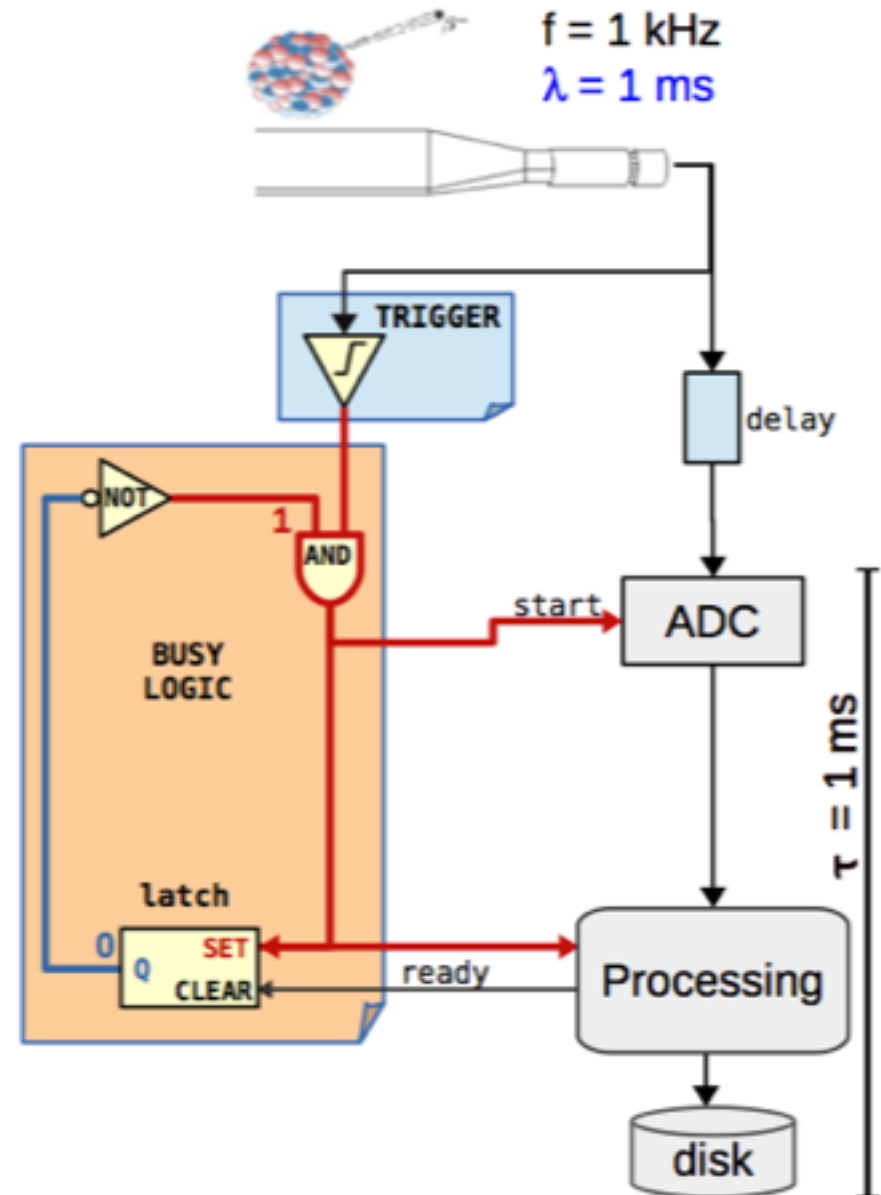 f = 1 kHz
λ = 1 ms
TRIGGER
delay
NOT
1
AND
start
ADC
BUSY
LOGIC
τ = 1 ms
latch
0
SET
Q
CLEAR
ready
Processing
disk